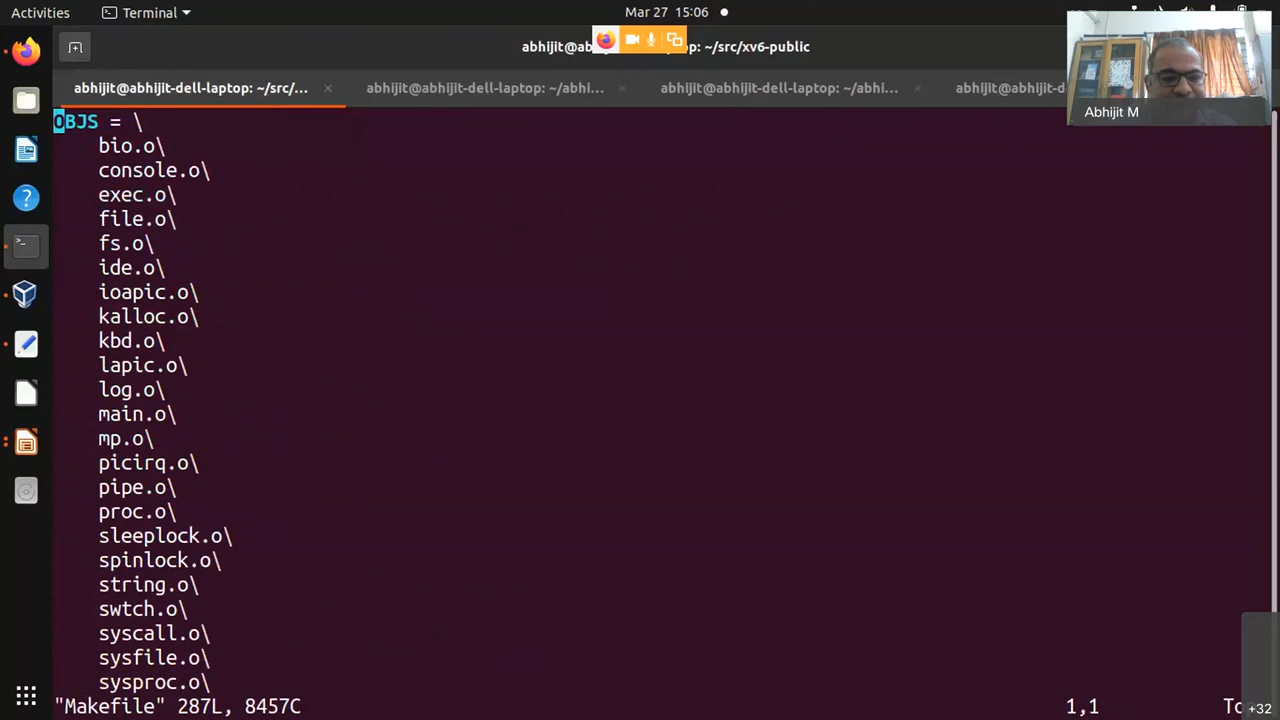 Activities
Terminal
Mar 27 15:06
~/src/xv6-public
abhijit@abhijit-dell-laptop: ~/src/...
abhijit@abhijit-dell-laptop: ~/abhi...
abhijit@abhijit-dell-laptop: ~/abhi...
abhijit@abhijit-dell-
Abhijit M
OBJS = \
bio.o\
console.o\
exec.o\
file.o\
fs.o\
ide.o\
ioapic.o\
kalloc.o\
kbd.o\
lapic.o\
log.o\
main.o\
mp.o\
picirq.o\
pipe.o\
proc.o\
sleeplock.o\
spinlock.o\
string.o\
swtch.o\
syscall.o\
sysfile.o\
sysproc.o\
"Makefile" 287L, 8457C
1,1
+32